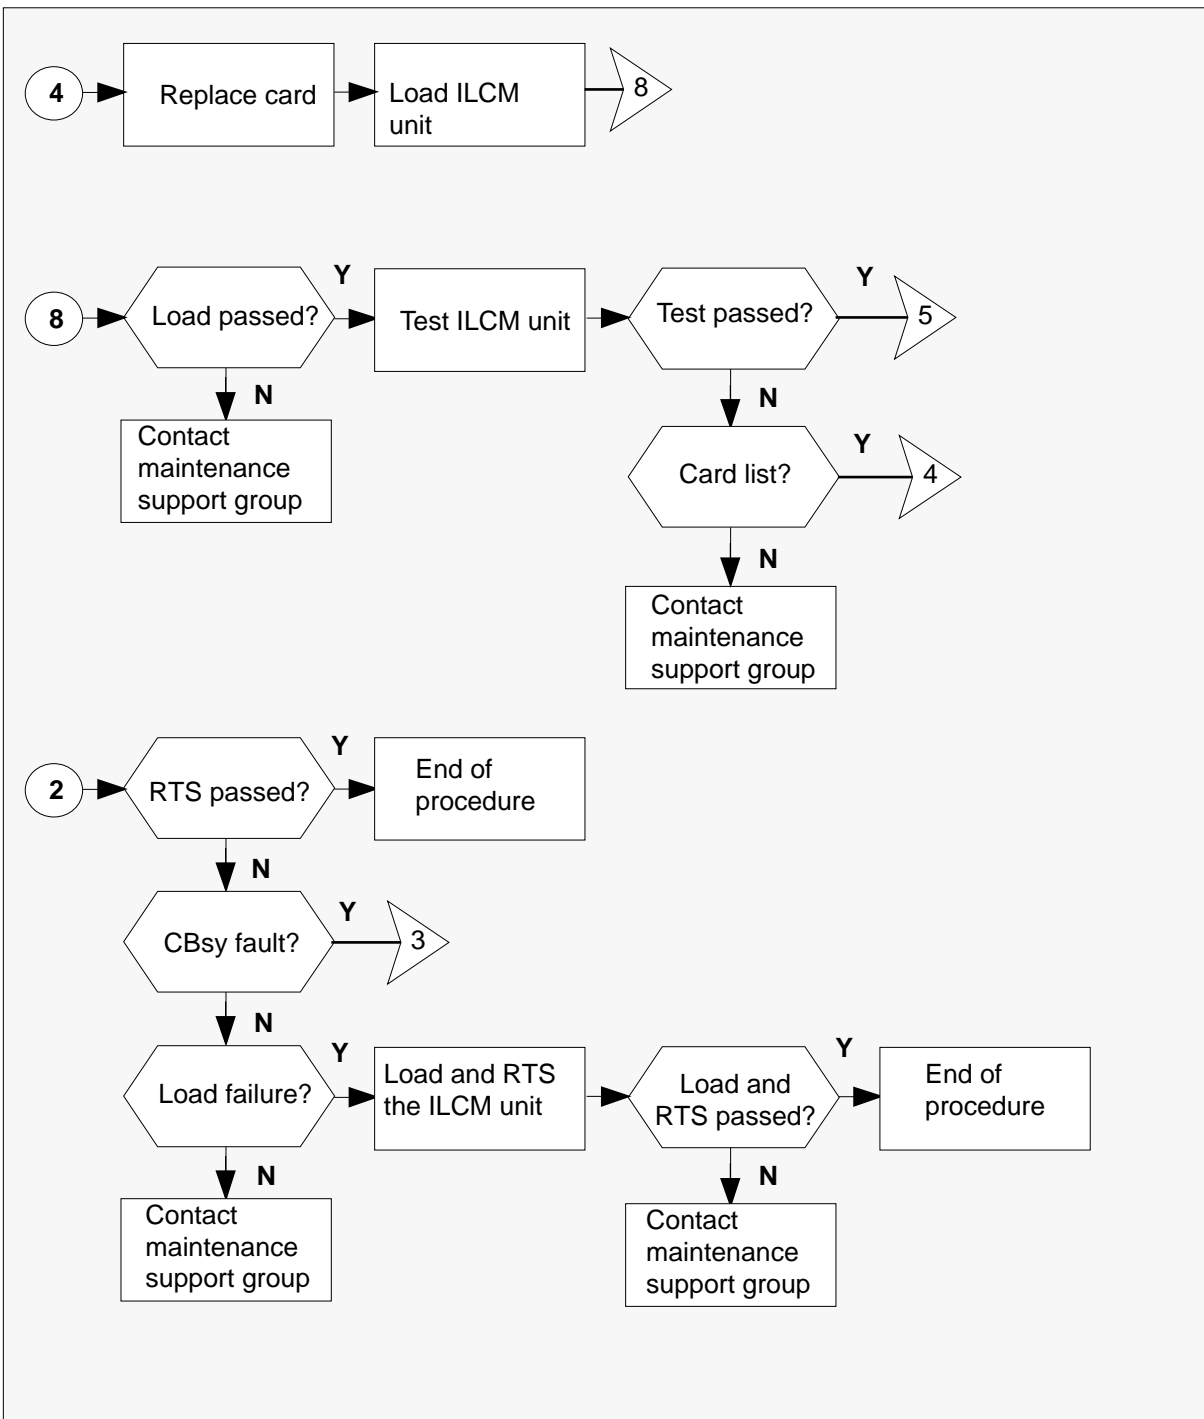 4
Replace card
Load ILCM
unit
8
8
Load passed?
Y
Test ILCM unit
Test passed?
Y
5
N
Contact
maintenance
support group
N
Card list?
Y
4
N
Contact
maintenance
support group
2
RTS passed?
Y
End of
procedure
N
CBsy fault?
Y
3
N
Load failure?
Y
Load and RTS
the ILCM unit
Load and
RTS passed?
Y
End of
procedure
N
Contact
maintenance
support group
N
Contact
maintenance
support group